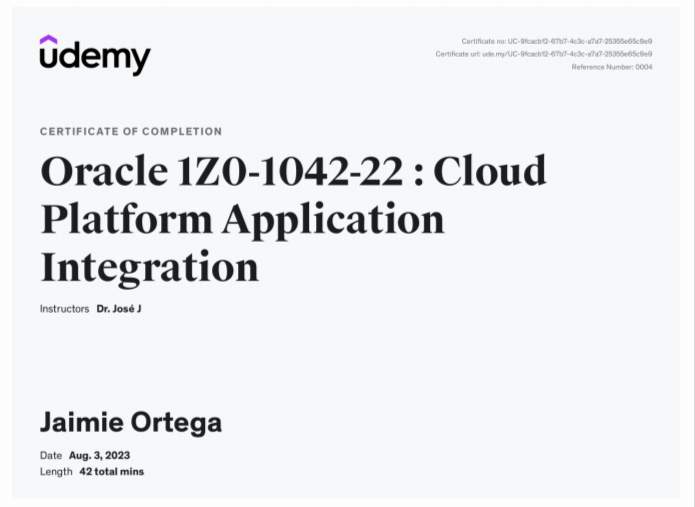 udemy
Certificate no: UC-9fcacbf2-67b7-4c3c-a7d7-25355e65c9e9
Certificate url: ude.my/UC-9fcacbf2-67b7-4c3c-a7d7-25355e65c9e9
Reference Number: 0004
CERTIFICATE OF COMPLETION
Oracle 1Z0-1042-22 : Cloud
Platform Application
Integration
Instructors Dr. José J
Jaimie Ortega
Date Aug. 3, 2023
Length 42 total mins